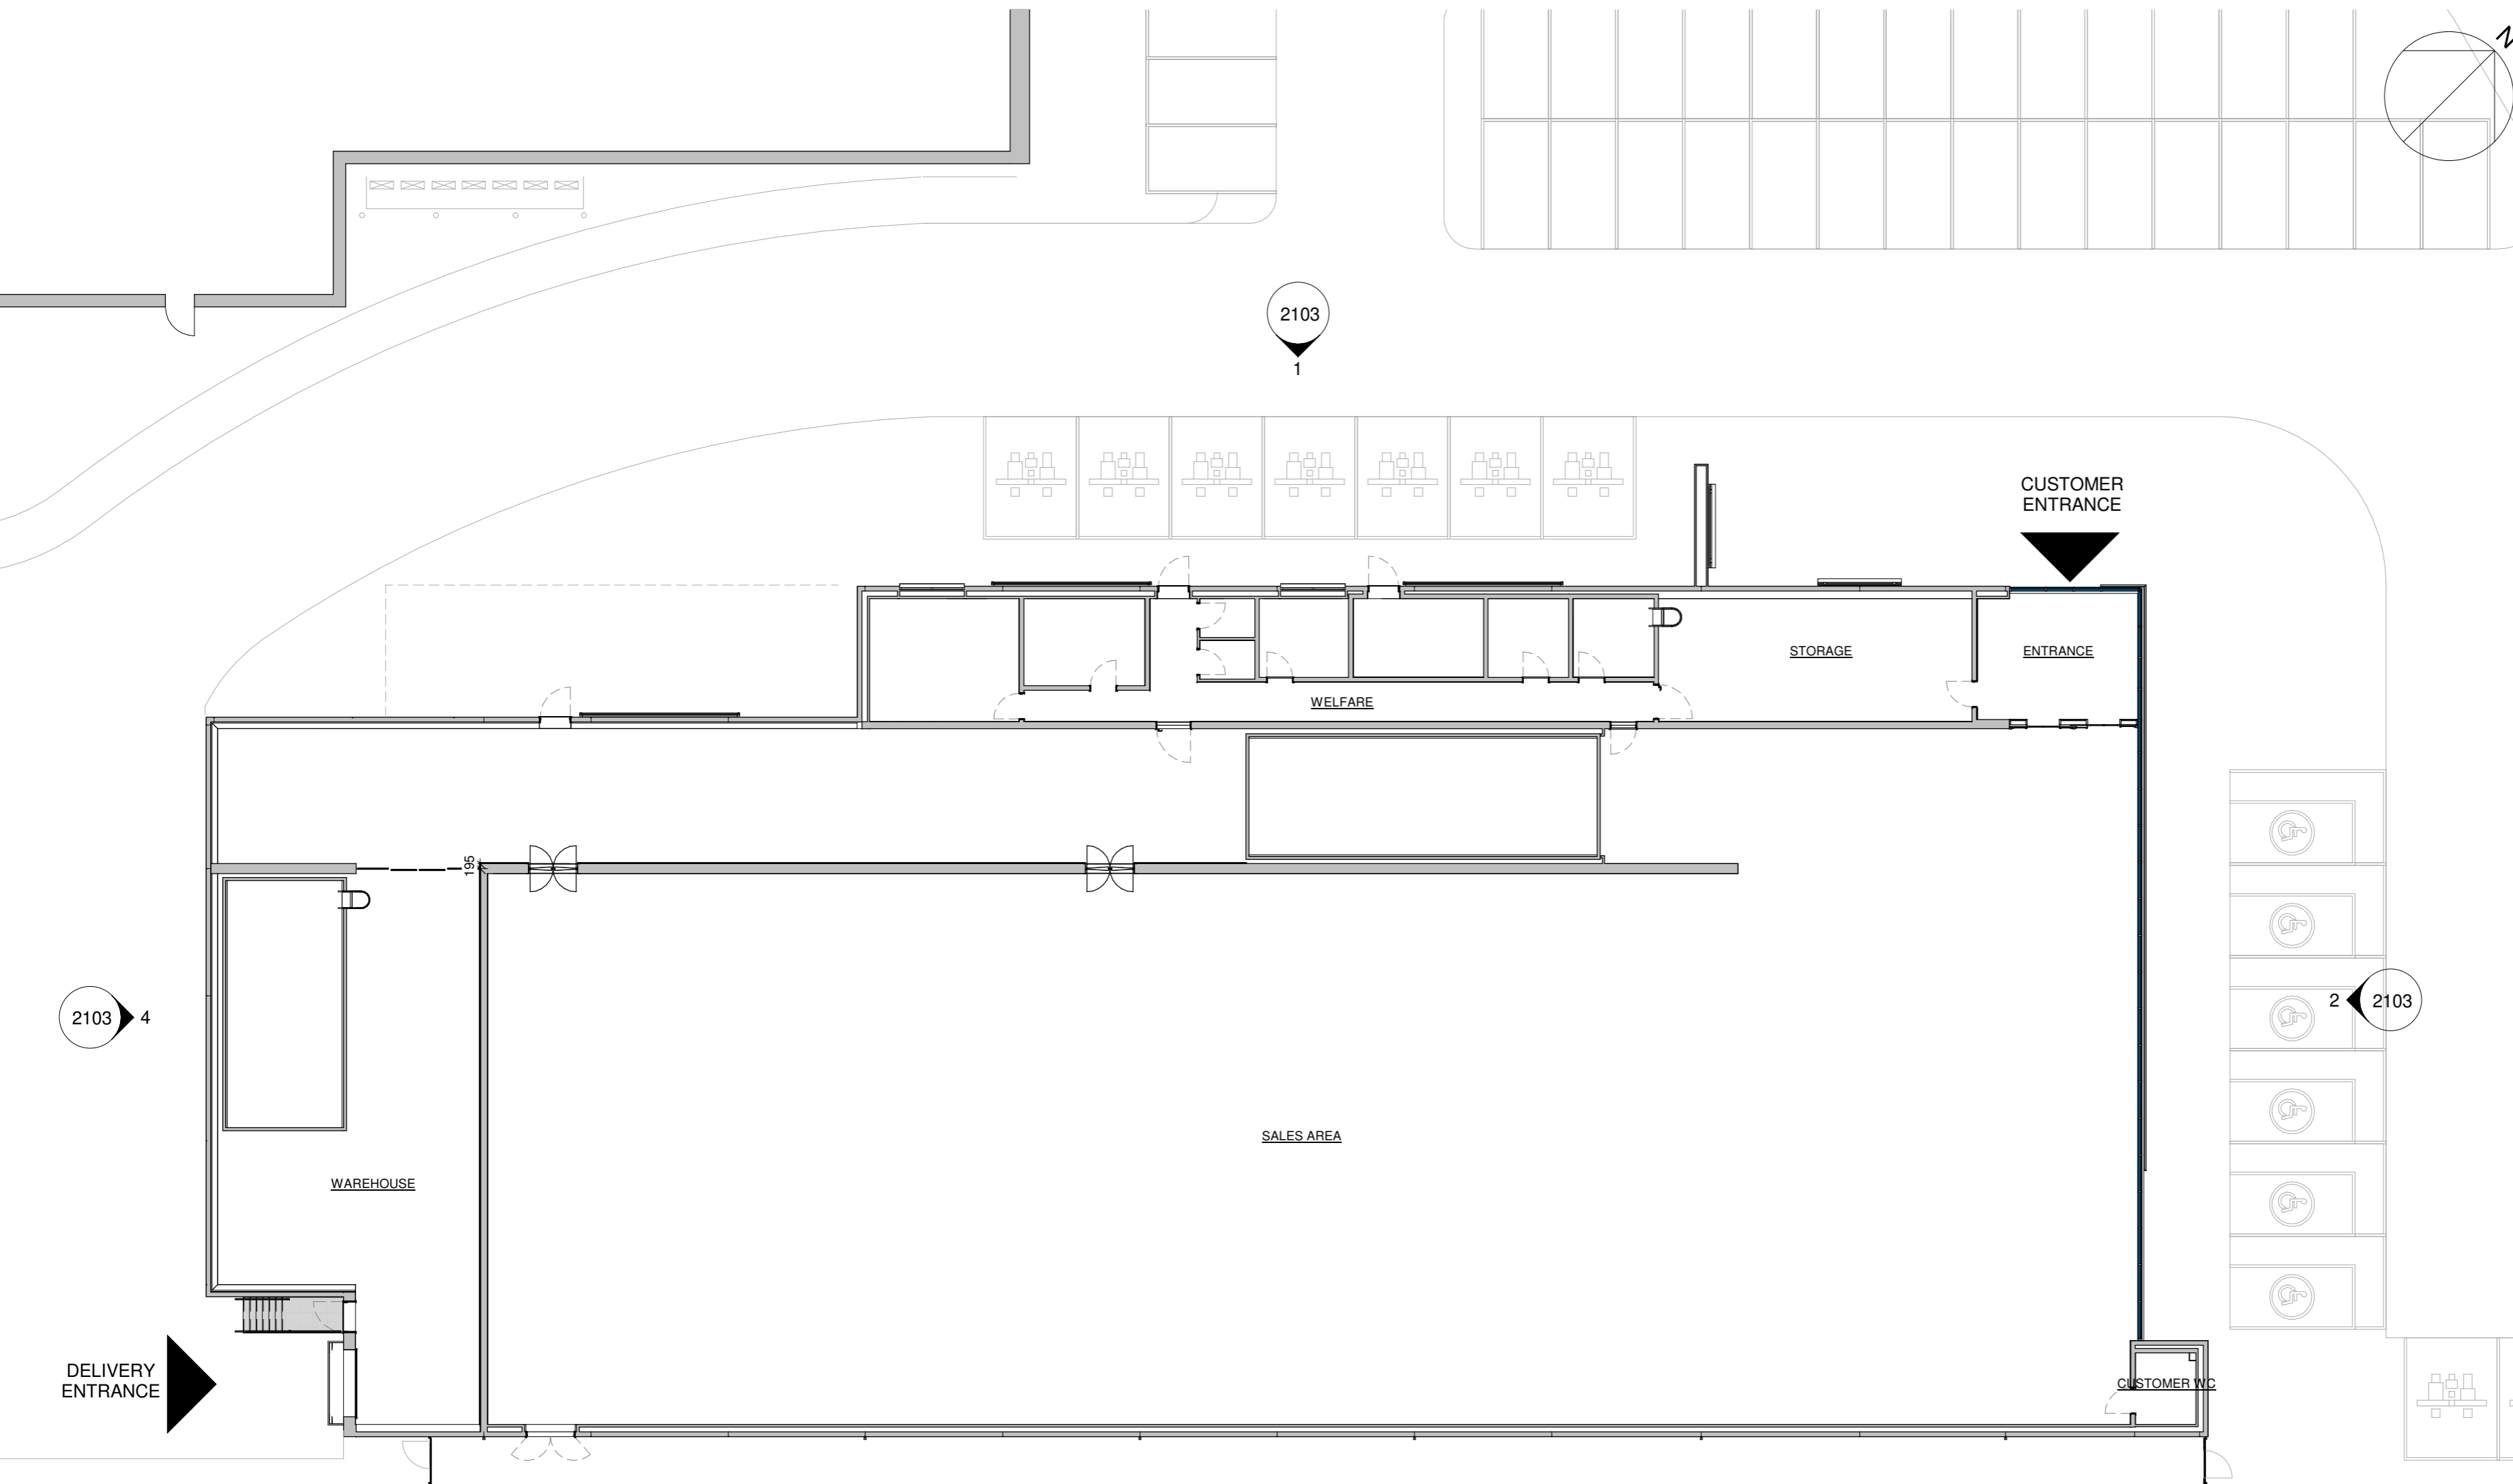 N
2103
1
CUSTOMER
ENTRANCE
STORAGE
ENTRANCE
WELFARE
195
2103
4
2
2103
SALES AREA
WAREHOUSE
DELIVERY
ENTRANCE
CUSTOMER WC